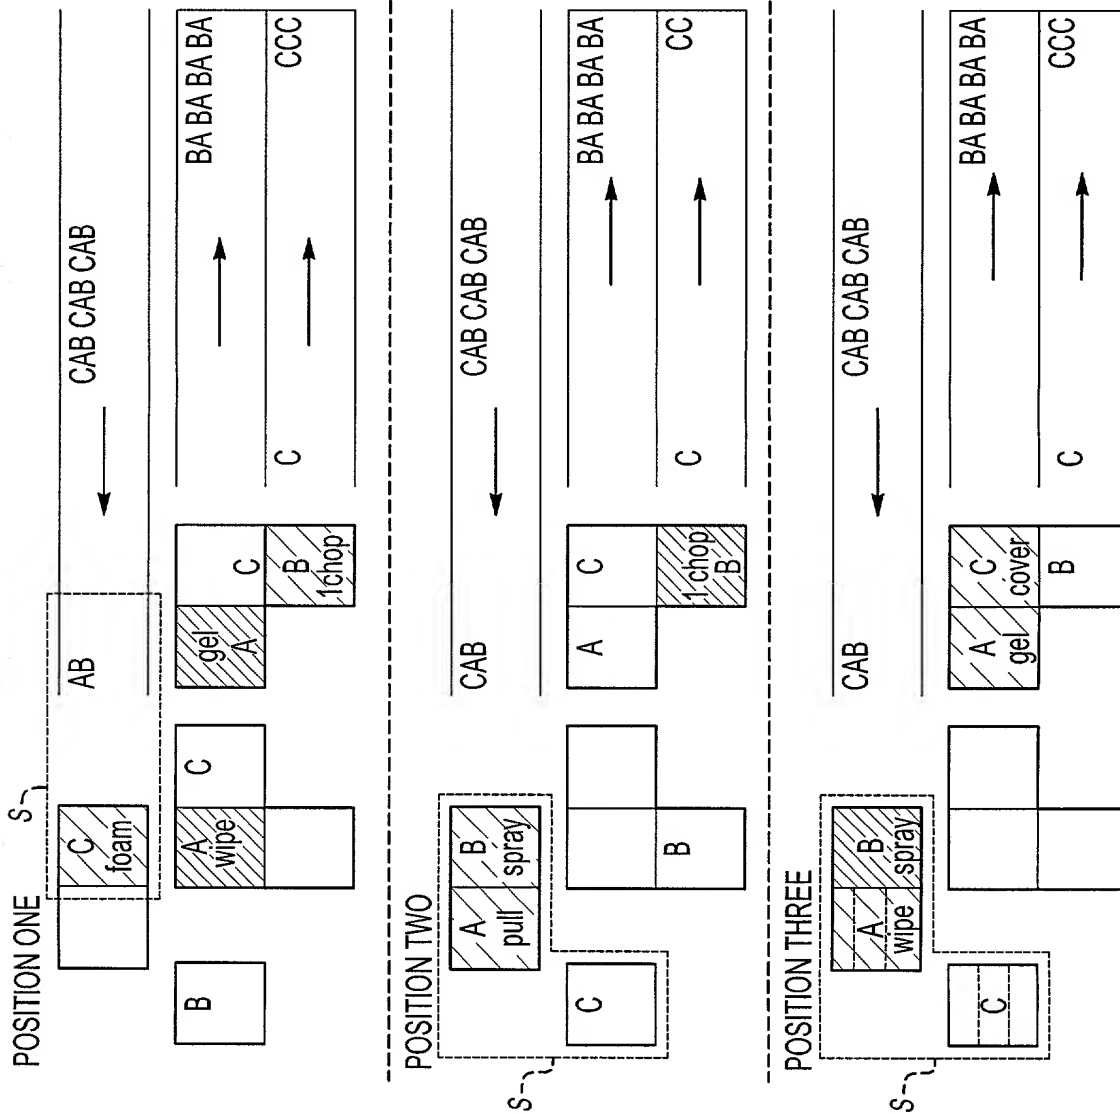 POSITION ONE
S
C
foam
AB
CAB CAB CAB
B
A
wipe
C
gel
A
C
B
1chop
BA BA BA BA
C
CCC
POSITION TWO
S
A
pull
B
spray
CAB
CAB CAB CAB
C
B
A
C
1 chop
B
BA BA BA BA
C
CC
POSITION THREE
S
A
wipe
B
spray
CAB
CAB CAB CAB
C
A
gel
C
cover
B
BA BA BA BA
C
CCC